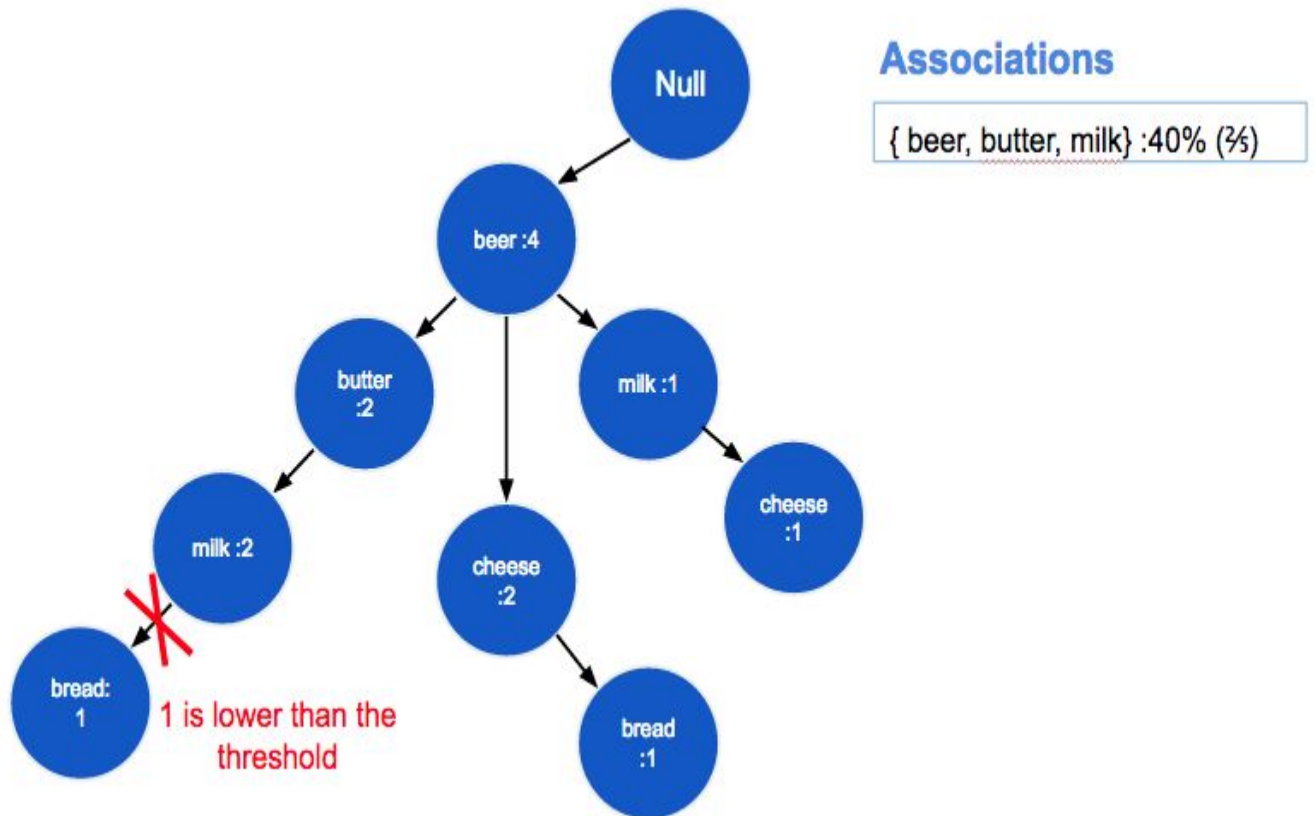 Null
Associations
{ beer, butter, milk} :40% (⅖)
beer :4
butter
:2
milk :1
milk :2
cheese
:2
cheese
:1
bread:
1
1 is lower than the
threshold
bread
:1